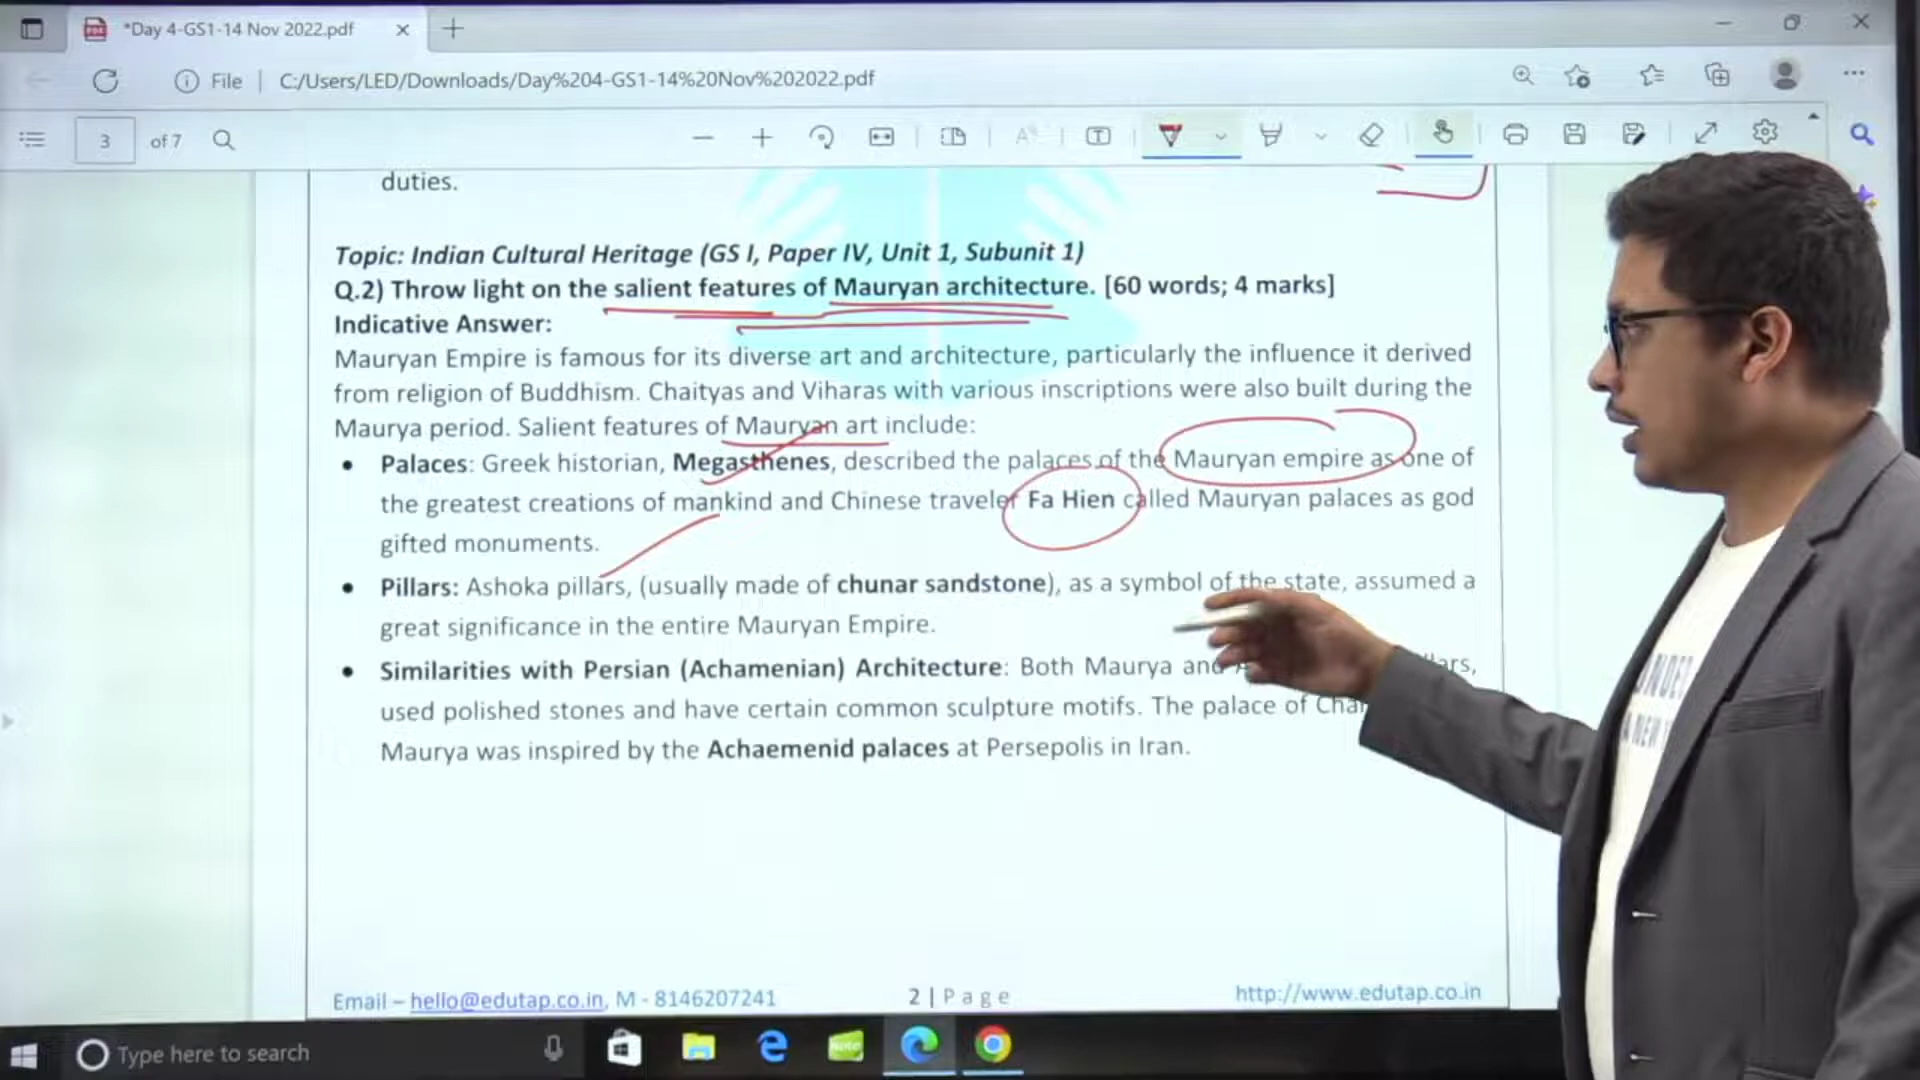 *Day 4-GS1-14 Nov 2022.pdf
File | C:/Users/LED/Downloads/Day%204-GS1-14%20Nov%202022.pdf
3 of 7
duties.
Topic: Indian Cultural Heritage (GS I, Paper IV, Unit 1, Subunit 1)
Q.2) Throw light on the salient features of Mauryan architecture. [60 words; 4 marks]
Indicative Answer:
Mauryan Empire is famous for its diverse art and architecture, particularly the influence it derived
from religion of Buddhism. Chaityas and Viharas with various inscriptions were also built during the
Maurya period. Salient features of Mauryan art include:
• Palaces: Greek historian, Megasthenes, described the palaces of the Mauryan empire as one of
the greatest creations of mankind and Chinese traveler Fa Hien called Mauryan palaces as god
gifted monuments.
• Pillars: Ashoka pillars, (usually made of chunar sandstone), as a symbol of the state, assumed a
great significance in the entire Mauryan Empire.
• Similarities with Persian (Achamenian) Architecture: Both Maurya and
used polished stones and have certain common sculpture motifs. The palace of
Maurya was inspired by the Achaemenid palaces at Persepolis in Iran.
Email – hello@edutap.co.in, M - 8146207241 2 | Page http://www.edutap.co.in
Type here to search